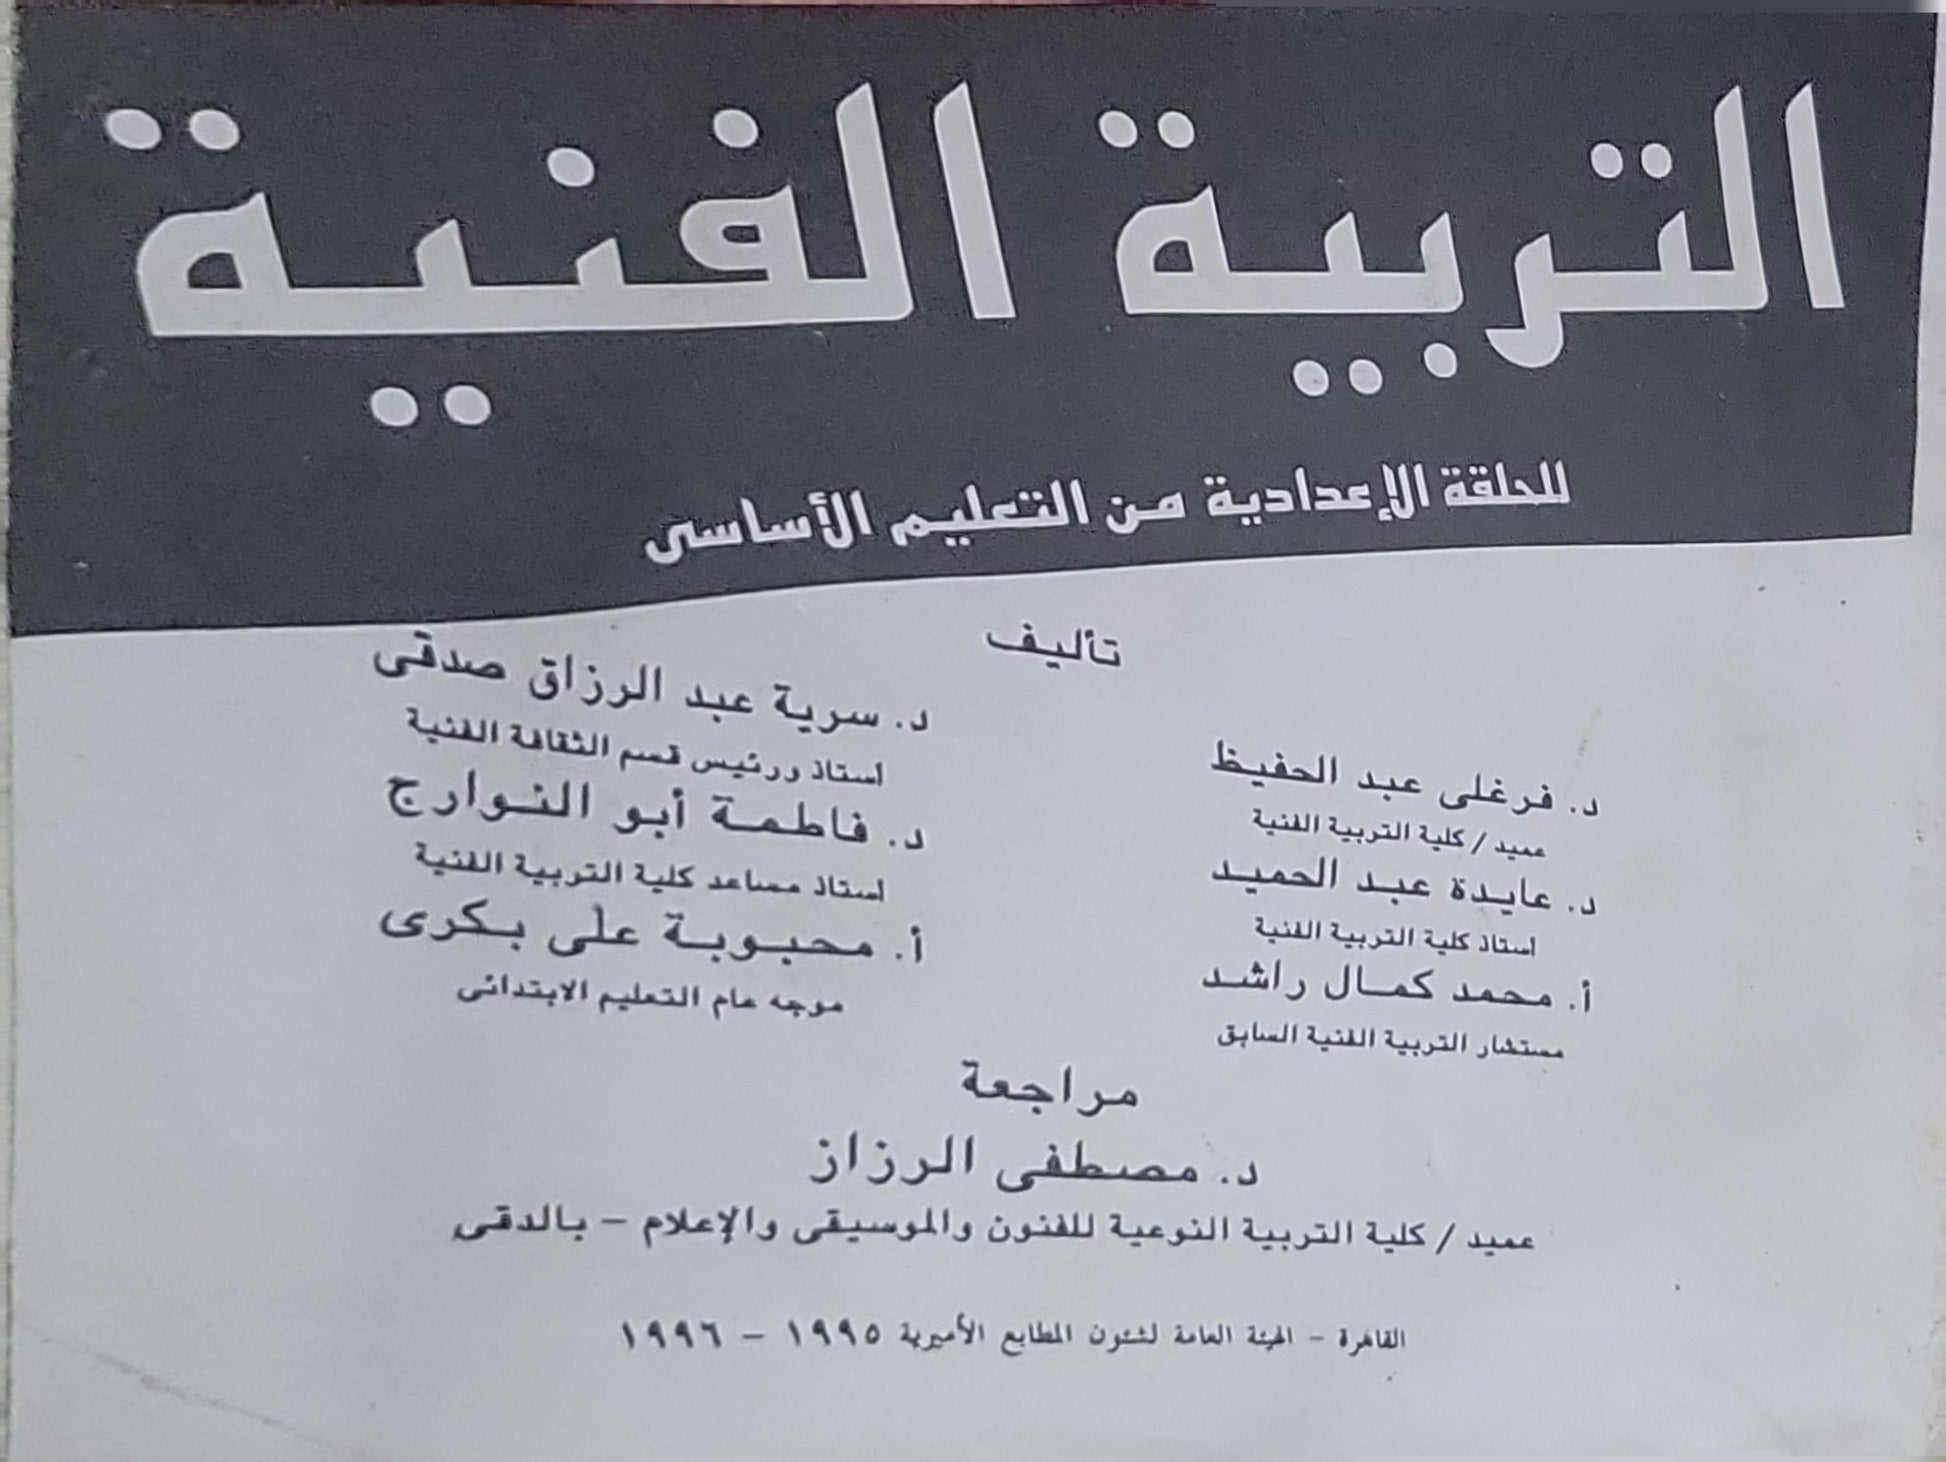 التربية الفنية
للحلقة الإعدادية من التعليم الأساسى
تأليف
د. فرغلى عبد الحفيظ
عميد / كلية التربية الفنية
د. عايدة عبد الحميد
استاذ كلية التربية الفنية
أ. محمد كمال راشد
مستشار التربية الفنية السابق
د. سرية عبد الرزاق صدقى
استاذ ورئيس قسم الثقافة الفنية
د. فاطمة أبو النوارج
استاذ مساعد كلية التربية الفنية
أ. محبوبة على بكرى
موجه عام التعليم الابتدائى
مراجعة
د. مصطفى الرزاز
عميد / كلية التربية النوعية للفنون والموسيقى والإعلام – بالدقى
القاهرة - الهيئة العامة لشئون المطابع الأميرية ١٩٩٥ – ١٩٩٦